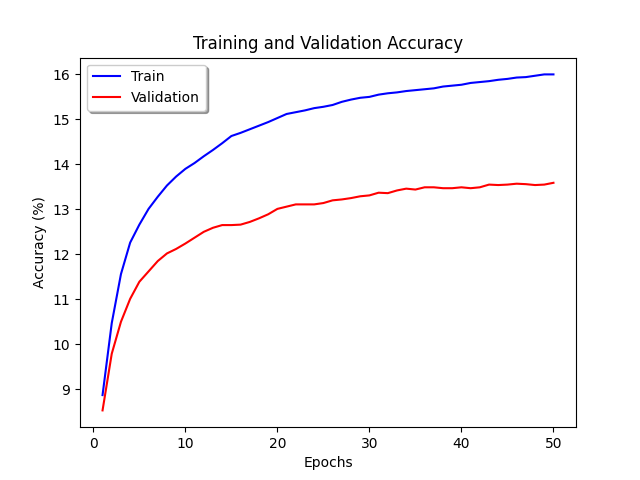 Training and Validation Accuracy
Train
Validation
Accuracy (%)
16
15
14
13
12
11
10
9
0 10 20 30 40 50
Epochs